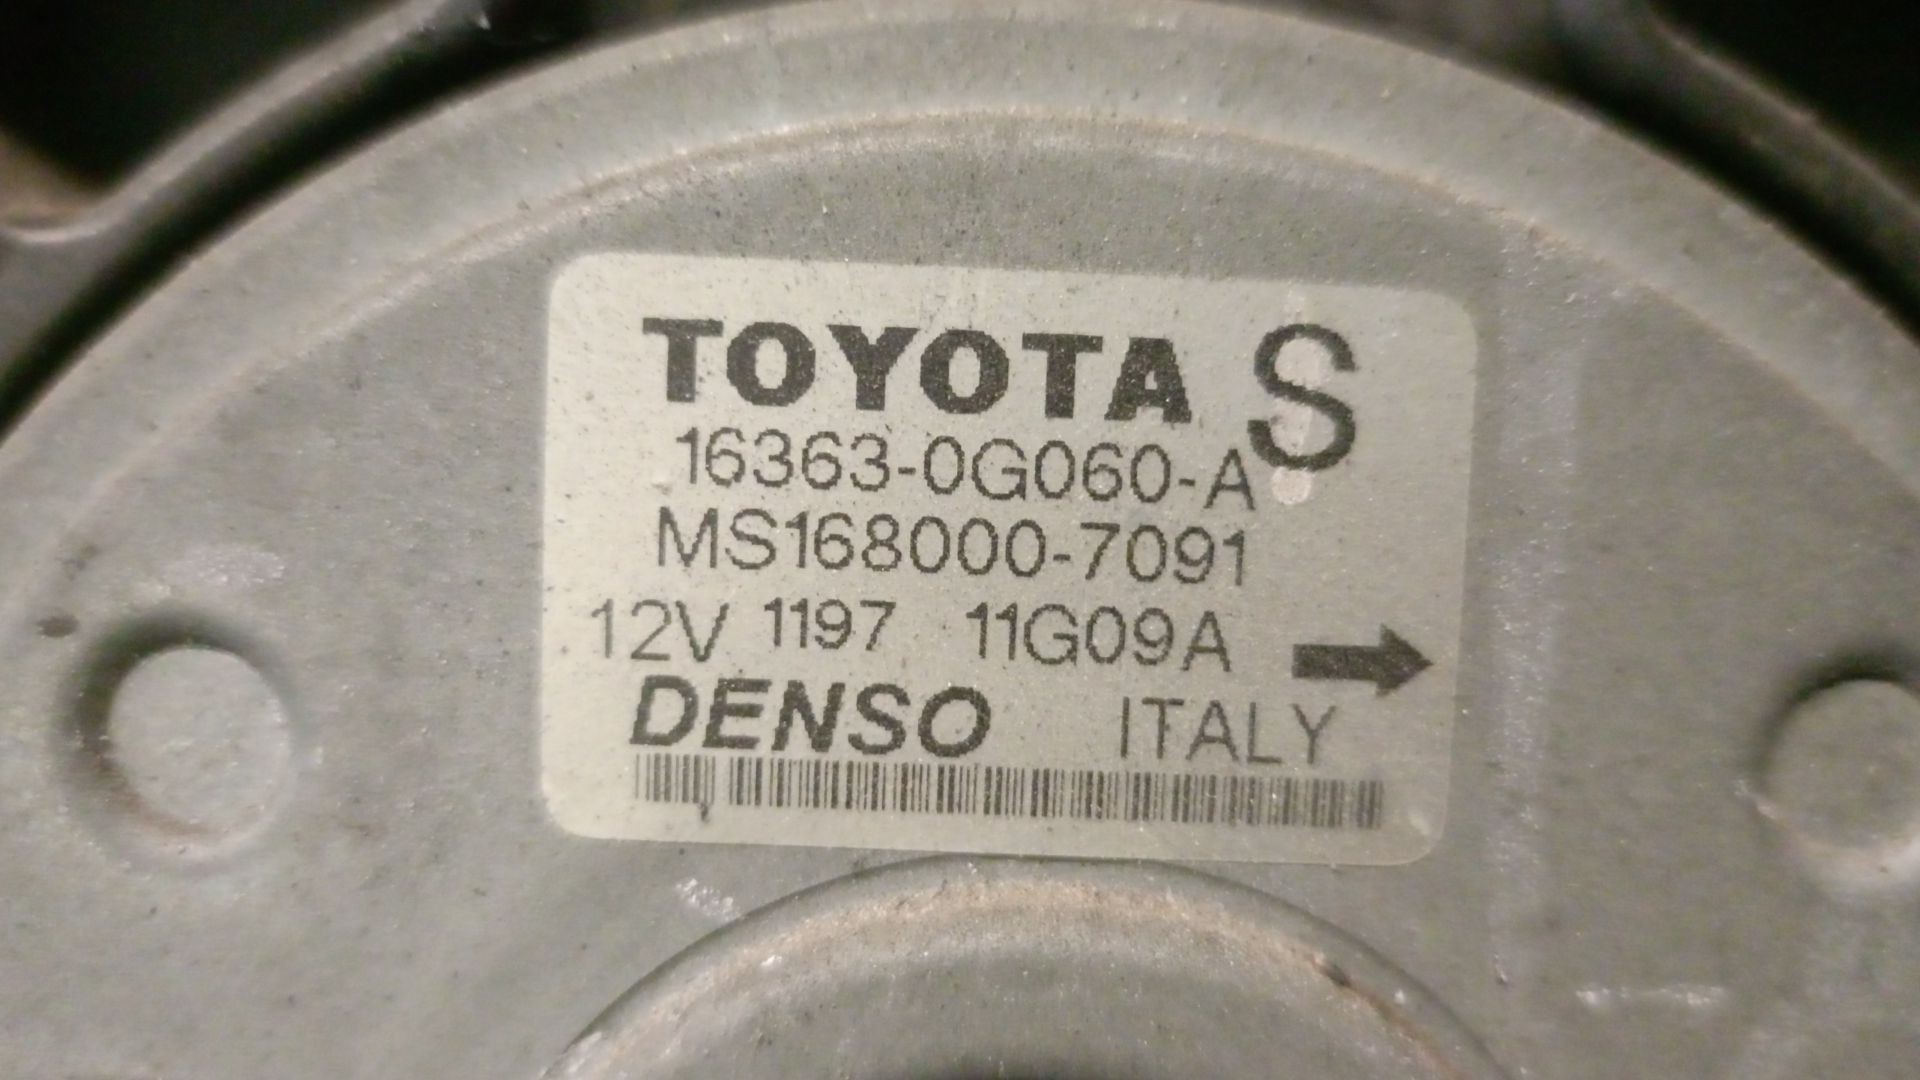 TOYOTA S
16363-0G060-A
MS168000-7091
12V 1197 11G09A
DENSO ITALY